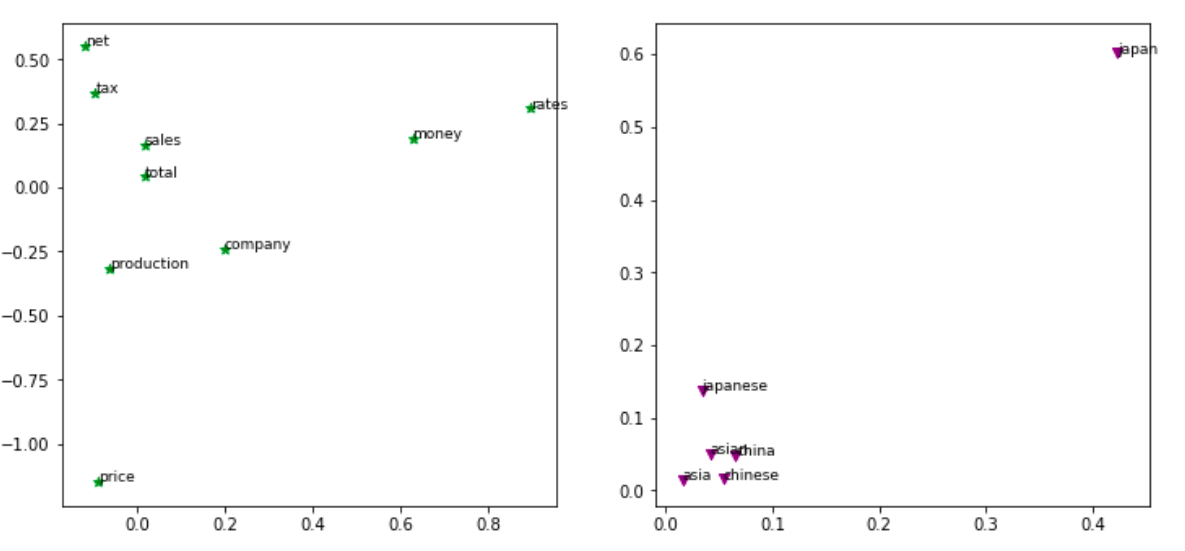 net
0.50
tax
rates
0.25
money
sales
total
0.00
company
−0.25
production
−0.50
−0.75
−1.00
price
0.0 0.2 0.4 0.6 0.8
japan
0.6
0.5
0.4
0.3
0.2
japanese
0.1
asian china
asia chinese
0.0
0.0 0.1 0.2 0.3 0.4